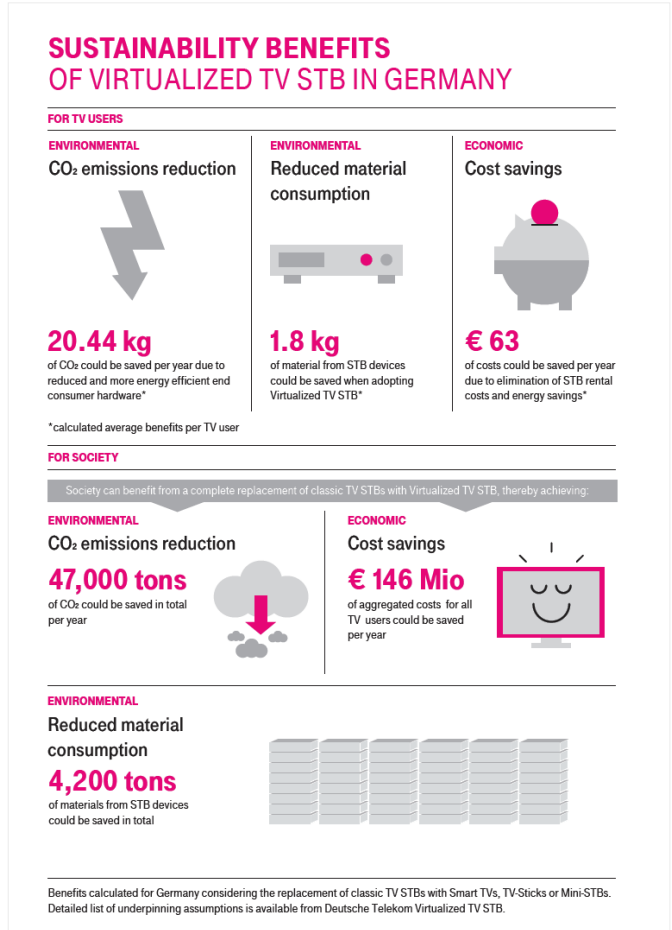 SUSTAINABILITY BENEFITS
OF VIRTUALIZED TV STB IN GERMANY
FOR TV USERS
ENVIRONMENTAL
CO₂ emissions reduction
20.44 kg
of CO₂ could be saved per year due to
reduced and more energy efficient end
consumer hardware*
ENVIRONMENTAL
Reduced material
consumption
1.8 kg
of material from STB devices
could be saved when adopting
Virtualized TV STB*
ECONOMIC
Cost savings
€ 63
of costs could be saved per year
due to elimination of STB rental
costs and energy savings*
*calculated average benefits per TV user
FOR SOCIETY
Society can benefit from a complete replacement of classic TV STBs with Virtualized TV STB, thereby achieving:
ENVIRONMENTAL
CO₂ emissions reduction
47,000 tons
of CO₂ could be saved in total
per year
ECONOMIC
Cost savings
€ 146 Mio
of aggregated costs for all
TV users could be saved
per year
ENVIRONMENTAL
Reduced material
consumption
4,200 tons
of materials from STB devices
could be saved in total
Benefits calculated for Germany considering the replacement of classic TV STBs with Smart TVs, TV-Sticks or Mini-STBs.
Detailed list of underpinning assumptions is available from Deutsche Telekom Virtualized TV STB.